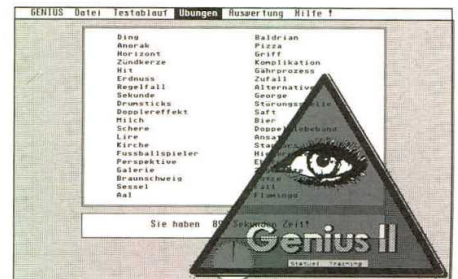 GENIUS Datei Testablauf Übungen Auswertung Hilfe !
Ding
Anorak
Horizont
Zündkerze
Hit
Erdnuss
Regelfall
Sekunde
Drumsticks
Dopplereffekt
Milch
Schere
Lire
Kirche
Fussballspieler
Perspektive
Galerie
Braunschweig
Sessel
Aal
Baldrian
Pizza
Griff
Komplikation
Gährprozess
Zufall
Alternative
George
Saft
Bier
Flamingo
Sie haben 89 Sekunden Zeit!
Genius II
Training